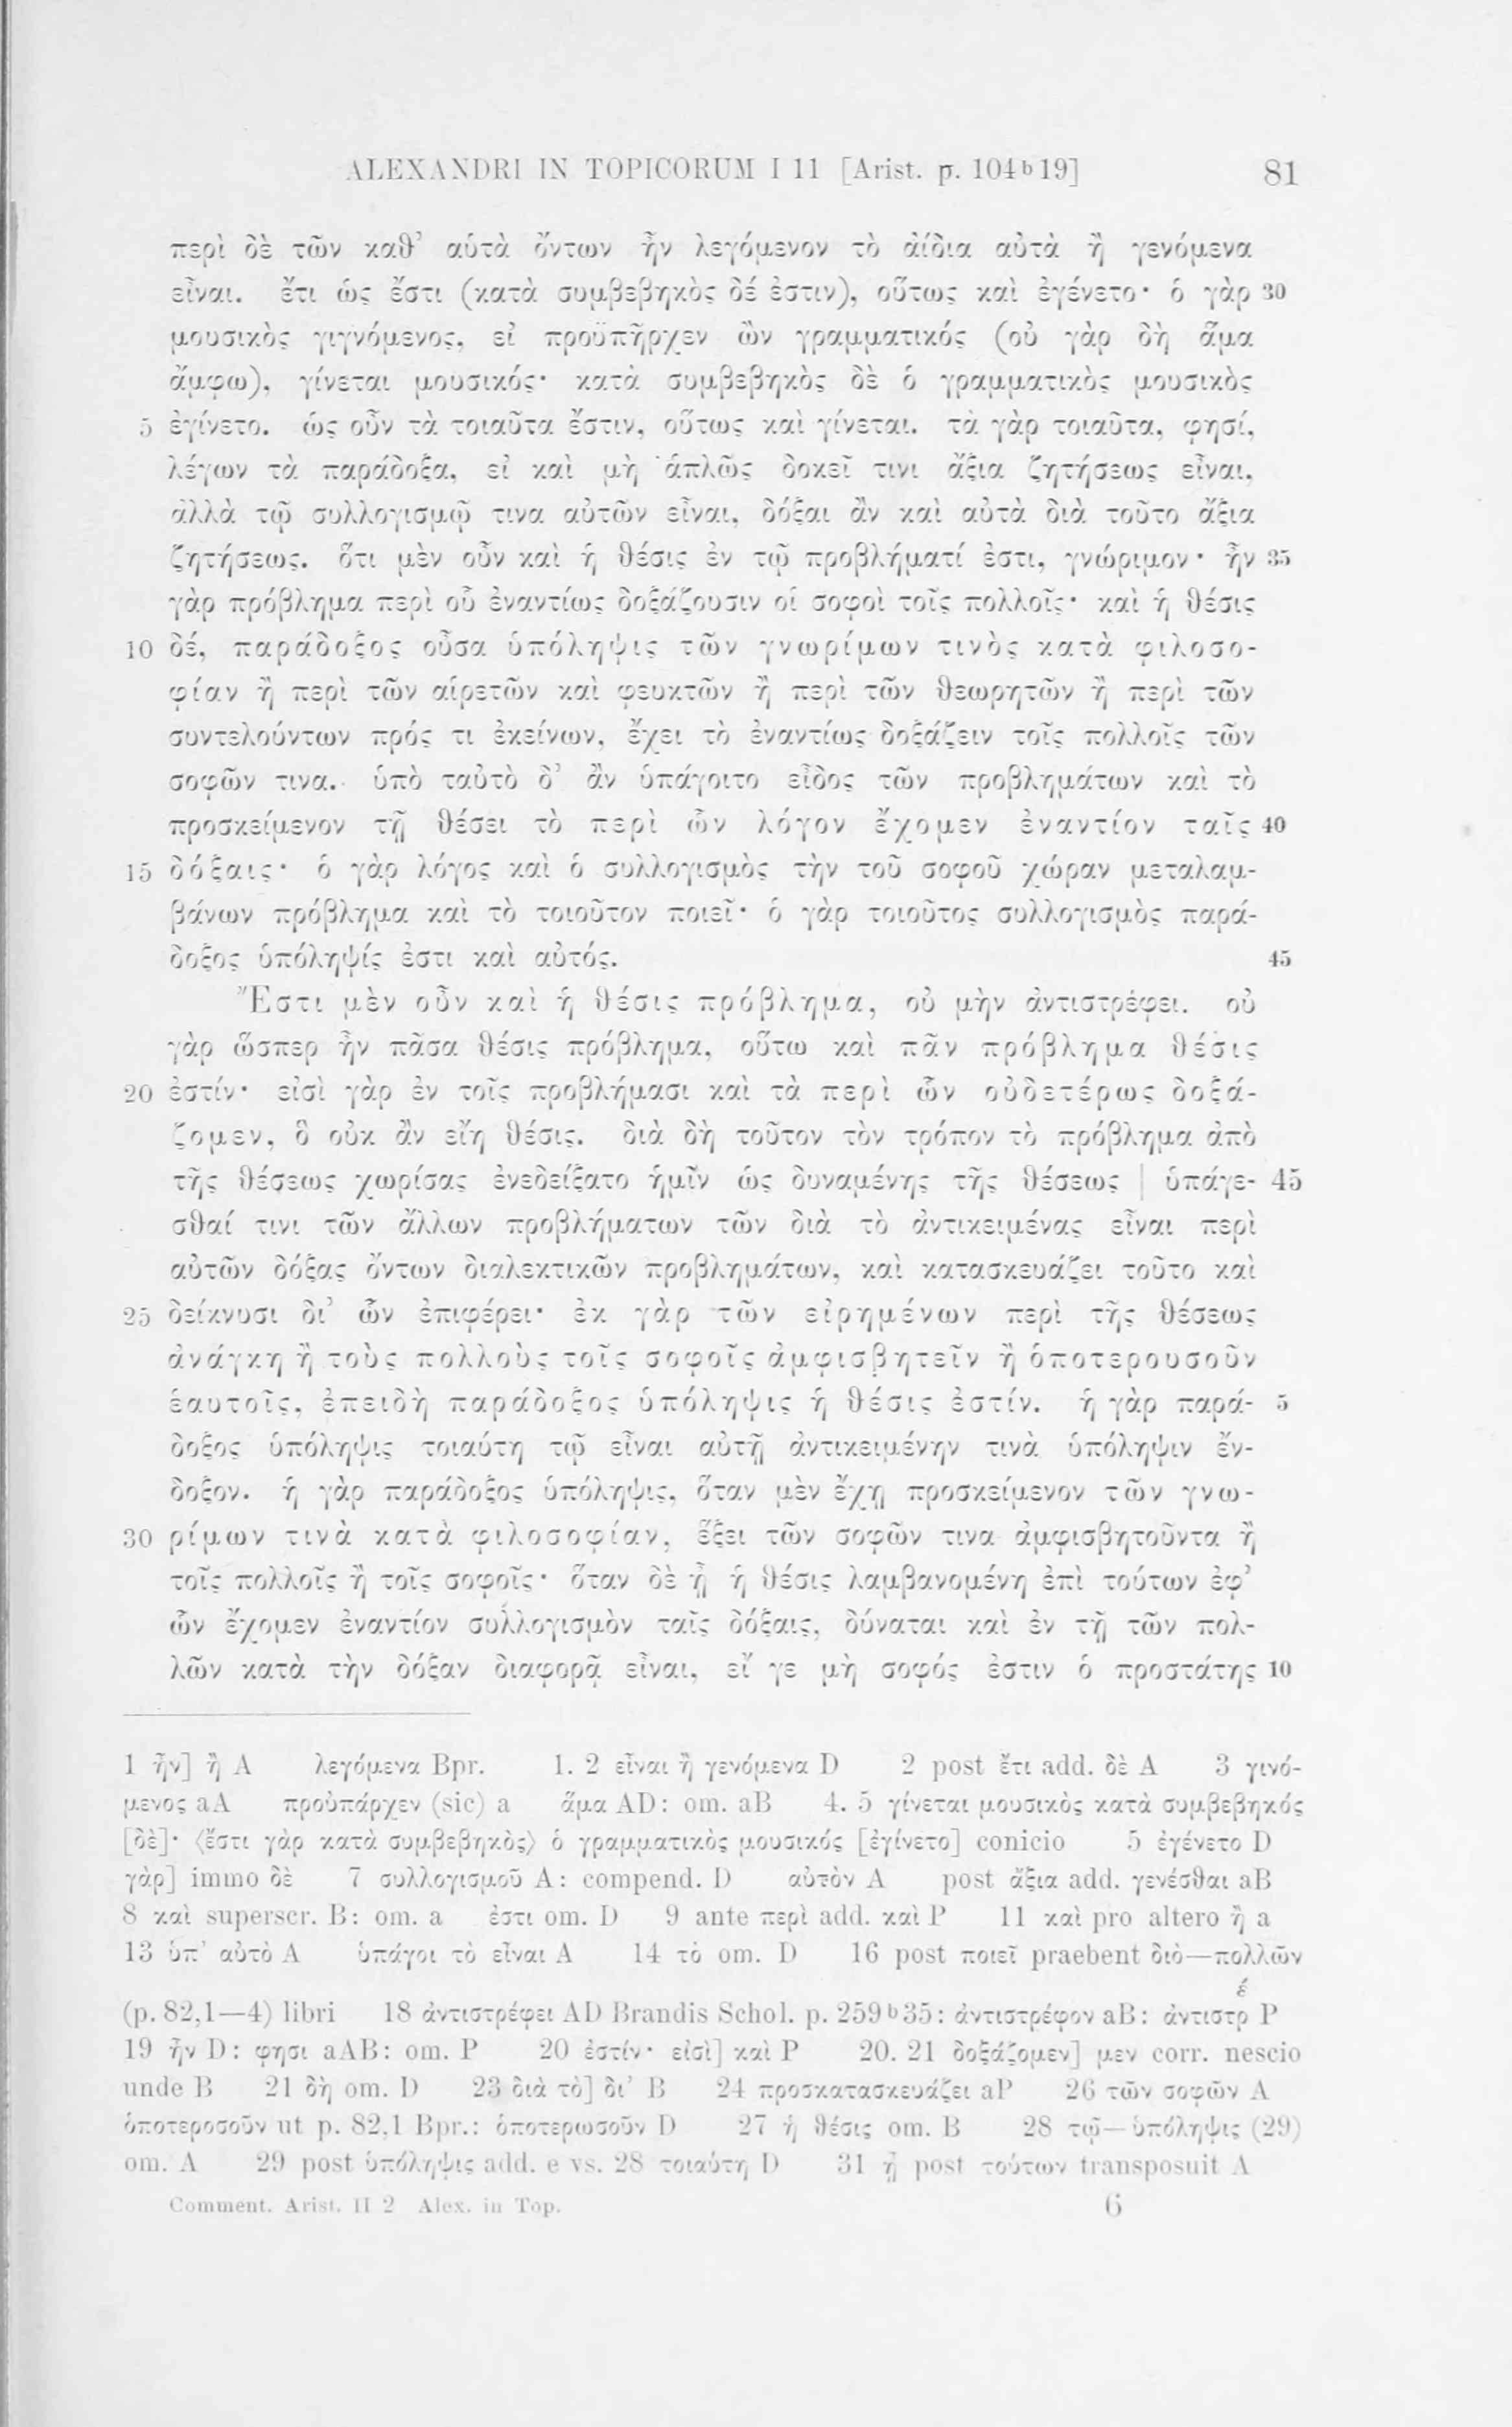 ALEXANDRI IN TOPICORUM I 11 [Arist. p. 104ᵇ19] 81
περὶ δὲ τῶν καθ’ αὑτὰ ὄντων ἦν λεγόμενον τὸ ἀίδια αὐτὰ ἢ γενόμενα
εἶναι. ἔτι ὡς ἔστι (κατὰ συμβεβηκὸς δέ ἐστιν), οὕτως καὶ ἐγένετο· ὁ γὰρ 30
μουσικὸς γιγνόμενος, εἰ προϋπῆρχεν ὢν γραμματικός (οὐ γὰρ δὴ ἅμα
ἄμφω), γίνεται μουσικός· κατὰ συμβεβηκὸς δὲ ὁ γραμματικὸς μουσικὸς
5 ἐγίνετο. ὡς οὖν τὰ τοιαῦτα ἔστιν, οὕτως καὶ γίνεται. τὰ γὰρ τοιαῦτα, φησί,
λέγων τὰ παράδοξα, εἰ καὶ μὴ ἁπλῶς δοκεῖ τινι ἄξια ζητήσεως εἶναι,
ἀλλὰ τῷ συλλογισμῷ τινα αὐτῶν εἶναι, δόξαι ἂν καὶ αὐτὰ διὰ τοῦτο ἄξια
ζητήσεως. ὅτι μὲν οὖν καὶ ἡ θέσις ἐν τῷ προβλήματί ἐστι, γνώριμον· ἦν 35
γὰρ πρόβλημα περὶ οὗ ἐναντίως δοξάζουσιν οἱ σοφοὶ τοῖς πολλοῖς· καὶ ἡ θέσις
10 δέ, παράδοξος οὖσα ὑπόληψις τῶν γνωρίμων τινὸς κατὰ φιλοσο-
φίαν ἢ περὶ τῶν αἱρετῶν καὶ φευκτῶν ἢ περὶ τῶν θεωρητῶν ἢ περὶ τῶν
συντελούντων πρός τι ἐκείνων, ἔχει τὸ ἐναντίως δοξάζειν τοῖς πολλοῖς τῶν
σοφῶν τινα. ὑπὸ ταὐτὸ δ’ ἂν ὑπάγοιτο εἶδος τῶν προβλημάτων καὶ τὸ
προσκείμενον τῇ θέσει τὸ περὶ ὧν λόγον ἔχομεν ἐναντίον ταῖς 40
15 δόξαις· ὁ γὰρ λόγος καὶ ὁ συλλογισμὸς τὴν τοῦ σοφοῦ χώραν μεταλαμ-
βάνων πρόβλημα καὶ τὸ τοιοῦτον ποιεῖ· ὁ γὰρ τοιοῦτος συλλογισμὸς παρά-
δοξος ὑπόληψίς ἐστι καὶ αὐτός. 45
Ἔστι μὲν οὖν καὶ ἡ θέσις πρόβλημα, οὐ μὴν ἀντιστρέφει. οὐ
γὰρ ὥσπερ ἦν πᾶσα θέσις πρόβλημα, οὕτω καὶ πᾶν πρόβλημα θέσις
20 ἐστίν· εἰσὶ γὰρ ἐν τοῖς προβλήμασι καὶ τὰ περὶ ὧν οὐδετέρως δοξά-
ζομεν, ὃ οὐκ ἂν εἴη θέσις. διὰ δὴ τοῦτον τὸν τρόπον τὸ πρόβλημα ἀπὸ
τῆς θέσεως χωρίσας ἐνεδείξατο ἡμῖν ὡς δυναμένης τῆς θέσεως | ὑπάγε- 45
σθαί τινι τῶν ἄλλων προβλήματων τῶν διὰ τὸ ἀντικειμένας εἶναι περὶ
αὐτῶν δόξας ὄντων διαλεκτικῶν προβλημάτων, καὶ κατασκευάζει τοῦτο καὶ
25 δείκνυσι δι’ ὧν ἐπιφέρει· ἐκ γὰρ τῶν εἰρημένων περὶ τῆς θέσεως
ἀνάγκη ἢ τοὺς πολλοὺς τοῖς σοφοῖς ἀμφισβητεῖν ἢ ὁποτερουσοῦν
ἑαυτοῖς, ἐπειδὴ παράδοξος ὑπόληψις ἡ θέσις ἐστίν. ἡ γὰρ παρά- 5
δοξος ὑπόληψις τοιαύτη τῷ εἶναι αὐτῇ ἀντικειμένην τινὰ ὑπόληψιν ἔν-
δοξον. ἡ γὰρ παράδοξος ὑπόληψις, ὅταν μὲν ἔχῃ προσκείμενον τῶν γνω-
30 ρίμων τινὰ κατὰ φιλοσοφίαν, ἕξει τῶν σοφῶν τινα ἀμφισβητοῦντα ἢ
τοῖς πολλοῖς ἢ τοῖς σοφοῖς· ὅταν δὲ ᾖ ἡ θέσις λαμβανομένη ἐπὶ τούτων ἐφ’
ὧν ἔχομεν ἐναντίον συλλογισμὸν ταῖς δόξαις, δύναται καὶ ἐν τῇ τῶν πολ-
λῶν κατὰ τὴν δόξαν διαφορᾷ εἶναι, εἴ γε μὴ σοφός ἐστιν ὁ προστάτης 10
1 ἦν] ἢ A λεγόμενα Bpr. 1. 2 εἶναι ἢ γενόμενα D 2 post ἔτι add. δὲ A 3 γινό-
μενος aA προὐπάρχεν (sic) a ἅμα AD: om. aB 4. 5 γίνεται μουσικὸς κατὰ συμβεβηκός
[δὲ]· ⟨ἔστι γὰρ κατὰ συμβεβηκὸς⟩ ὁ γραμματικὸς μουσικός [ἐγίνετο] conicio 5 ἐγένετο D
γὰρ] immo δὲ 7 συλλογισμοῦ A: compend. D αὐτὸν A post ἄξια add. γενέσθαι aB
8 καὶ superscr. B: om. a ἐστι om. D 9 ante περὶ add. καὶ P 11 καὶ pro altero ἢ a
13 ὑπ’ αὐτὸ A ὑπάγοι τὸ εἶναι A 14 τὸ om. D 16 post ποιεῖ praebent διὸ—πολλῶν
(p. 82,1—4) libri 18 ἀντιστρέφει AD Brandis Schol. p. 259ᵇ35: ἀντιστρέφον aB: ἀντιστρ έ P
19 ἦν D: φησι aAB: om. P 20 ἐστίν· εἰσὶ] καὶ P 20. 21 δοξάζομεν] μεν corr. nescio
unde B 21 δὴ om. D 23 διὰ τὸ] δι’ B 24 προσκατασκευάζει aP 26 τῶν σοφῶν A
ὁποτεροσοῦν ut p. 82,1 Bpr.: ὁποτερωσοῦν D 27 ἡ θέσις om. B 28 τῷ—ὑπόληψις (29)
om. A 29 post ὑπόληψις add. e vs. 28 τοιαύτη D 31 ᾖ post τούτων transposuit A
Comment. Arist. II 2 Alex. in Top. 6